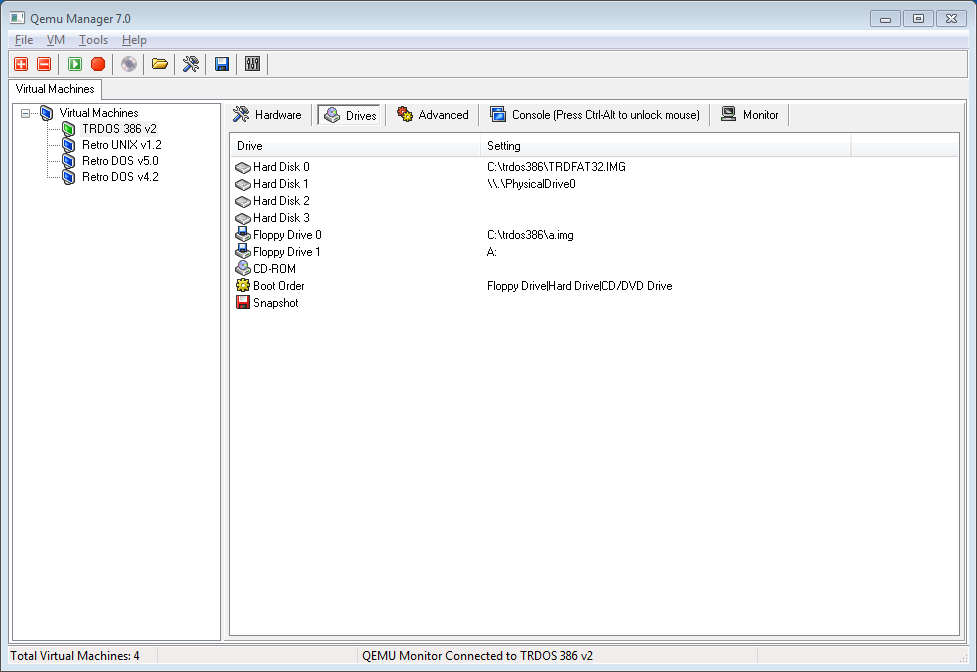 Qemu Manager 7.0
File VM Tools Help
Virtual Machines
Virtual Machines
TRDOS 386 v2
Retro UNIX v1.2
Retro DOS v5.0
Retro DOS v4.2
Hardware Drives Advanced Console (Press Ctrl-Alt to unlock mouse) Monitor
Drive Setting
Hard Disk 0 C:\trdos386\TRDFAT32.IMG
Hard Disk 1 \\.\PhysicalDrive0
Hard Disk 2
Hard Disk 3
Floppy Drive 0 C:\trdos386\a.img
Floppy Drive 1 A:
CD-ROM
Boot Order Floppy Drive|Hard Drive|CD/DVD Drive
Snapshot
Total Virtual Machines: 4 QEMU Monitor Connected to TRDOS 386 v2